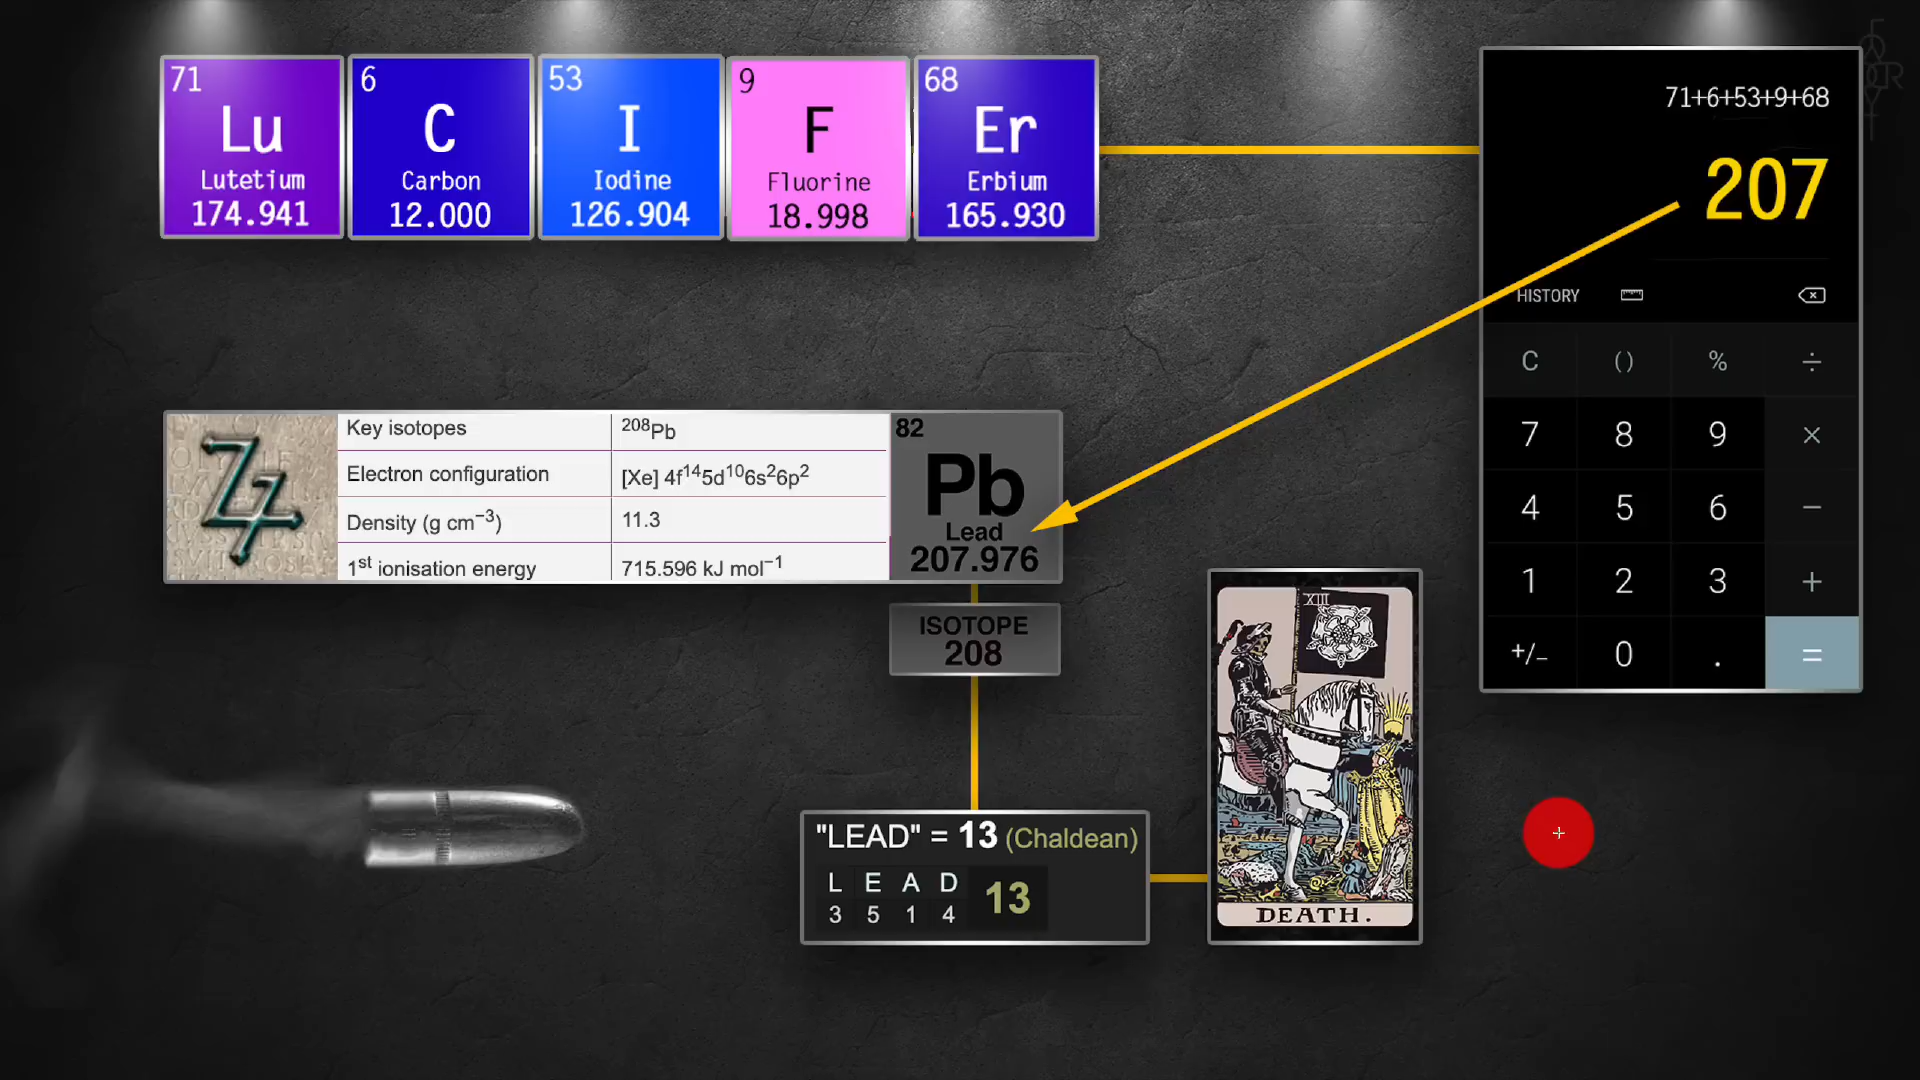 71
Lu
Lutetium
174.941
6
C
Carbon
12.000
53
I
Iodine
126.904
9
F
Fluorine
18.998
68
Er
Erbium
165.930
71+6+53+9+68
207
HISTORY
C ( ) % ÷
7 8 9 ×
4 5 6 −
1 2 3 +
+/− 0 . =
Key isotopes ²⁰⁸Pb
Electron configuration [Xe] 4f¹⁴5d¹⁰6s²6p²
Density (g cm⁻³) 11.3
1ˢᵗ ionisation energy 715.596 kJ mol⁻¹
82
Pb
Lead
207.976
ISOTOPE
208
"LEAD" = 13 (Chaldean)
L E A D 13
3 5 1 4
XIII
DEATH.